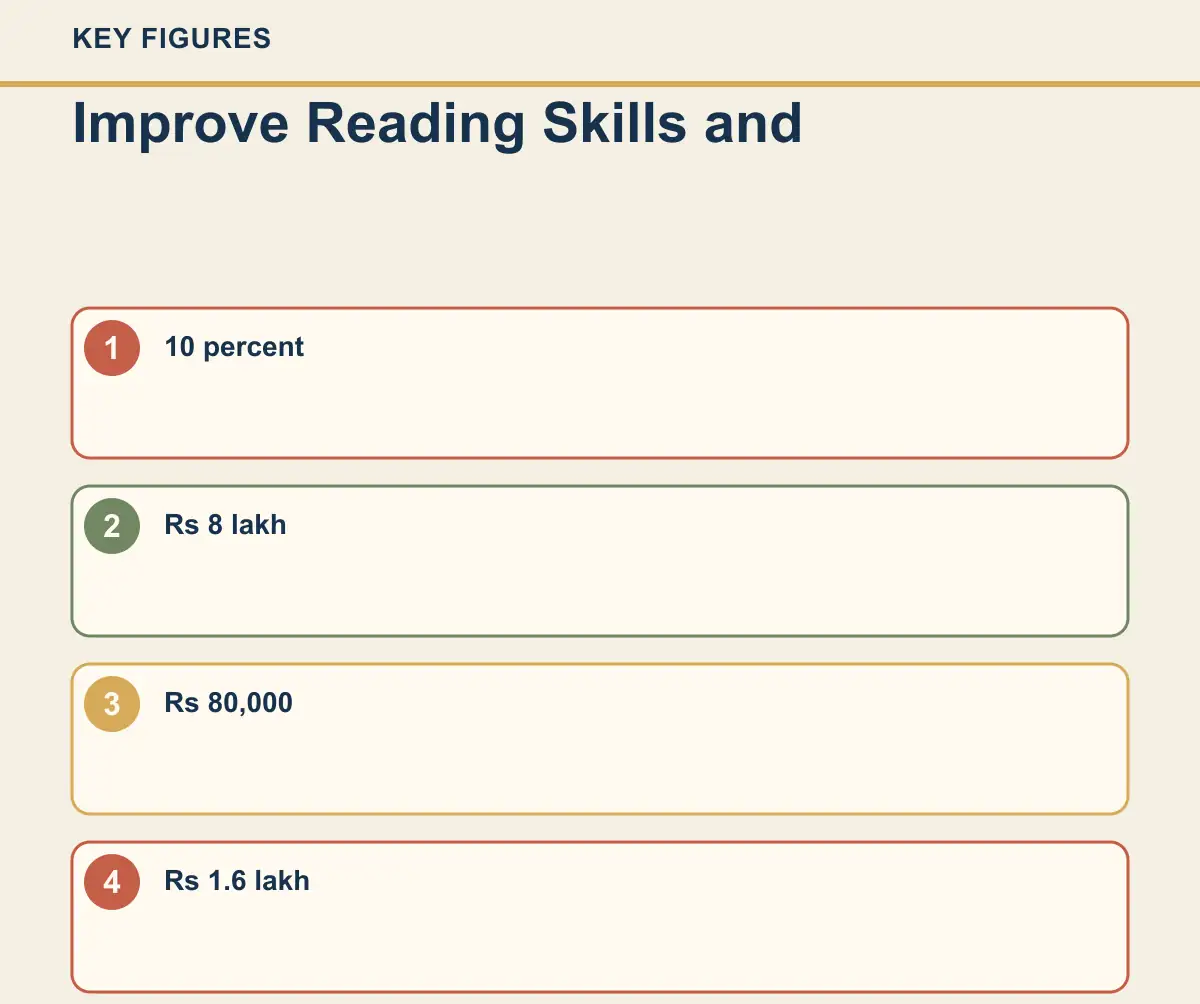 KEY FIGURES
Improve Reading Skills and
1 10 percent
2 Rs 8 lakh
3 Rs 80,000
4 Rs 1.6 lakh